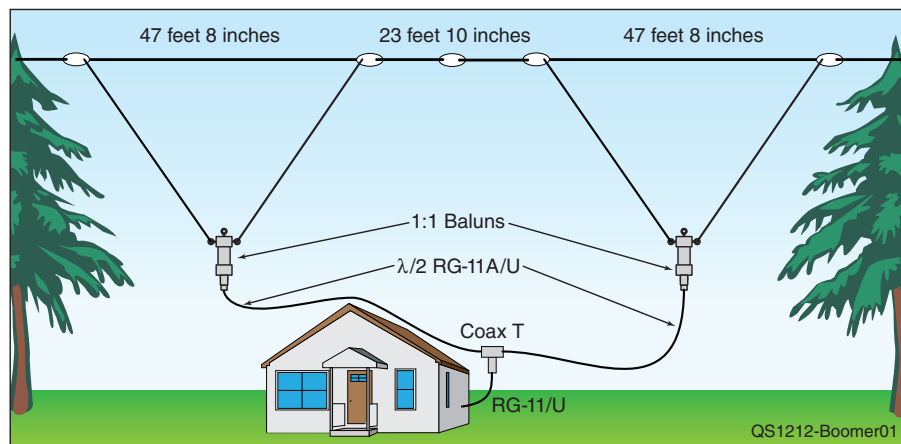 47 feet 8 inches
23 feet 10 inches
47 feet 8 inches
1:1 Baluns
λ/2 RG-11A/U
Coax T
RG-11/U
QS1212-Boomer01